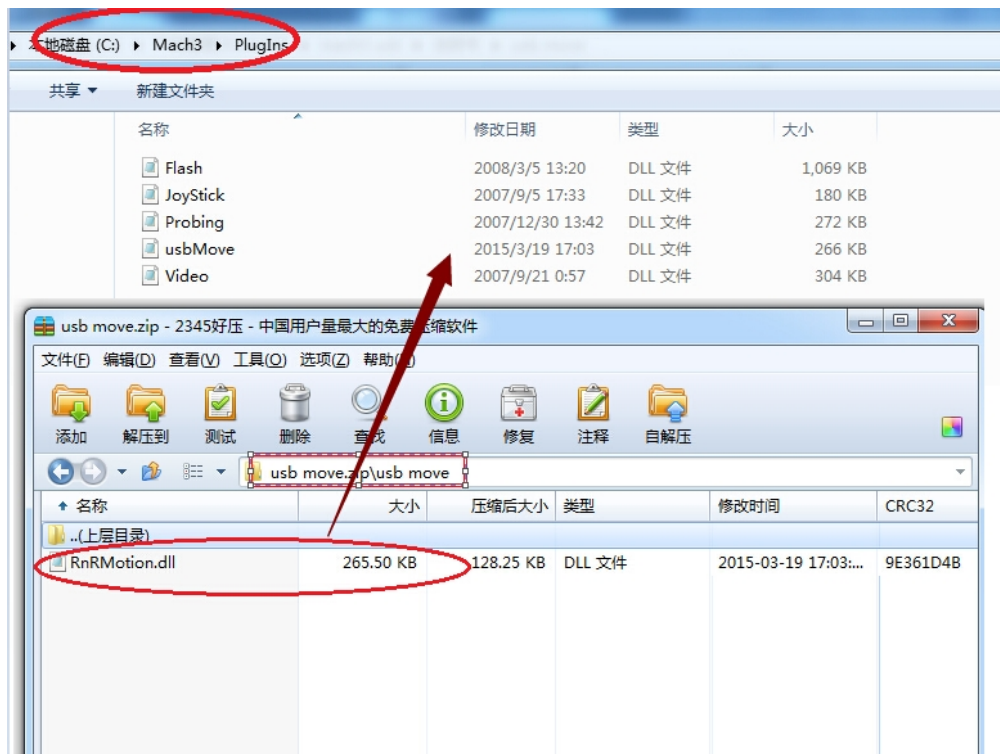 本地磁盘 (C:) ▸ Mach3 ▸ PlugIns
共享 新建文件夹
名称 修改日期 类型 大小
Flash 2008/3/5 13:20 DLL 文件 1,069 KB
JoyStick 2007/9/5 17:33 DLL 文件 180 KB
Probing 2007/12/30 13:42 DLL 文件 272 KB
usbMove 2015/3/19 17:03 DLL 文件 266 KB
Video 2007/9/21 0:57 DLL 文件 304 KB
usb move.zip - 2345好压 - 中国用户量最大的免费压缩软件
文件(F) 编辑(D) 查看(V) 工具(O) 选项(Z) 帮助
添加 解压到 测试 删除 查找 信息 修复 注释 自解压
usb move.zip\usb move
名称 大小 压缩后大小 类型 修改时间 CRC32
..(上层目录)
RnRMotion.dll 265.50 KB 128.25 KB DLL 文件 2015-03-19 17:03:... 9E361D4B